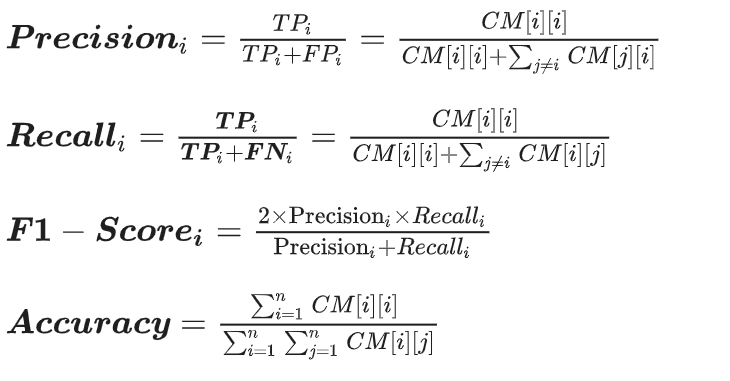 Precision_i = TP_i / (TP_i+FP_i) = CM[i][i] / (CM[i][i]+∑_{j≠i} CM[j][i])
Recall_i = TP_i / (TP_i+FN_i) = CM[i][i] / (CM[i][i]+∑_{j≠i} CM[i][j])
F1 − Score_i = (2×Precision_i×Recall_i) / (Precision_i+Recall_i)
Accuracy = ∑_{i=1}^{n} CM[i][i] / (∑_{i=1}^{n} ∑_{j=1}^{n} CM[i][j])